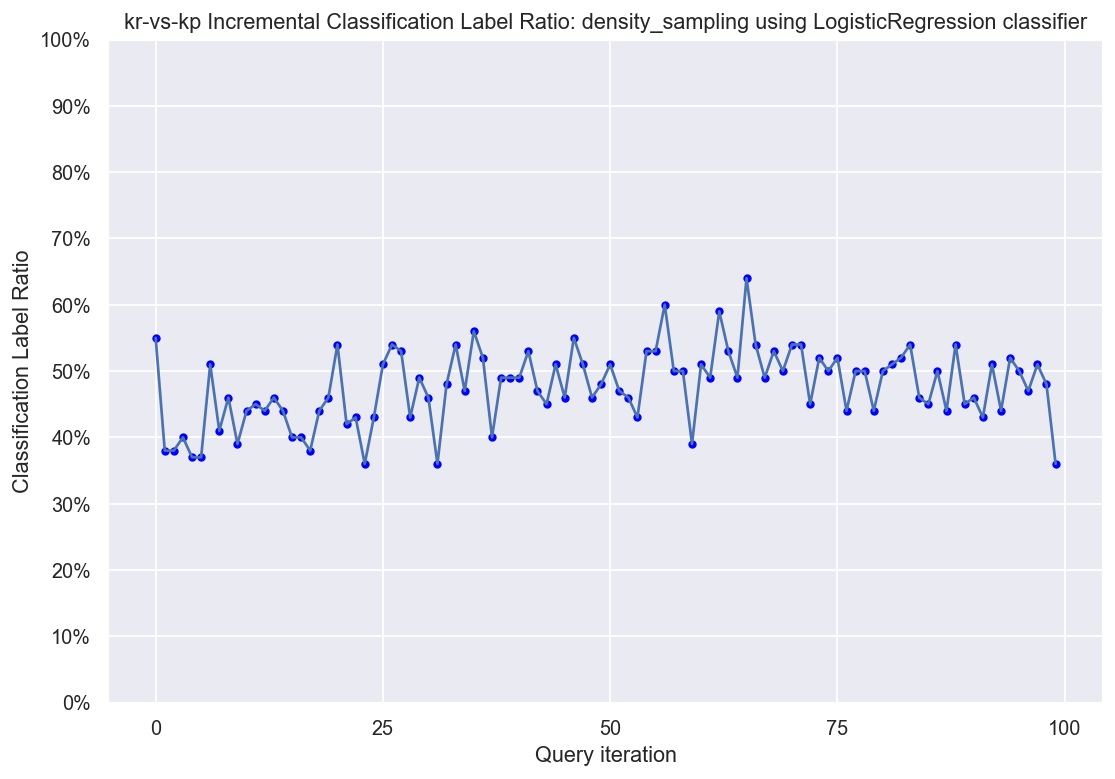 kr-vs-kp Incremental Classification Label Ratio: density_sampling using LogisticRegression classifier
100%
90%
80%
70%
60%
50%
40%
30%
20%
10%
0%
Classification Label Ratio
0 25 50 75 100
Query iteration